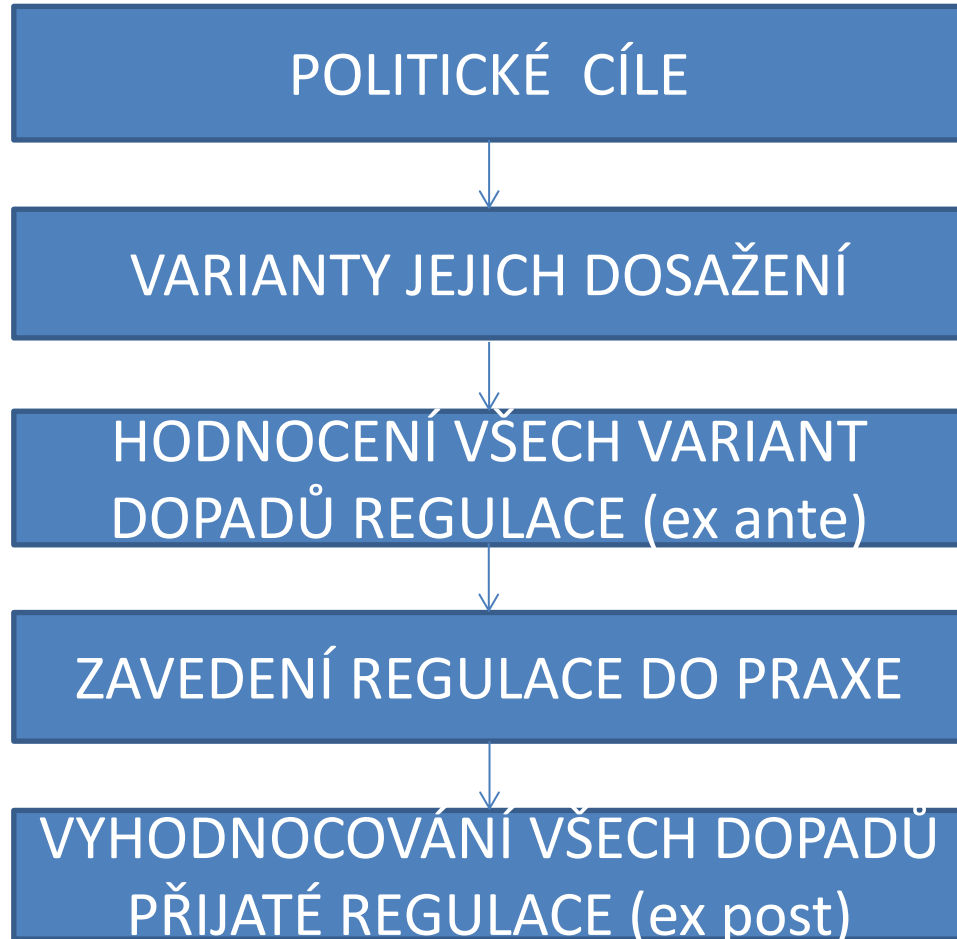 POLITICKÉ  CÍLE
VARIANTY JEJICH DOSAŽENÍ
HODNOCENÍ VŠECH VARIANT
DOPADŮ REGULACE (ex ante)
ZAVEDENÍ REGULACE DO PRAXE
VYHODNOCOVÁNÍ VŠECH DOPADŮ
PŘIJATÉ REGULACE (ex post)